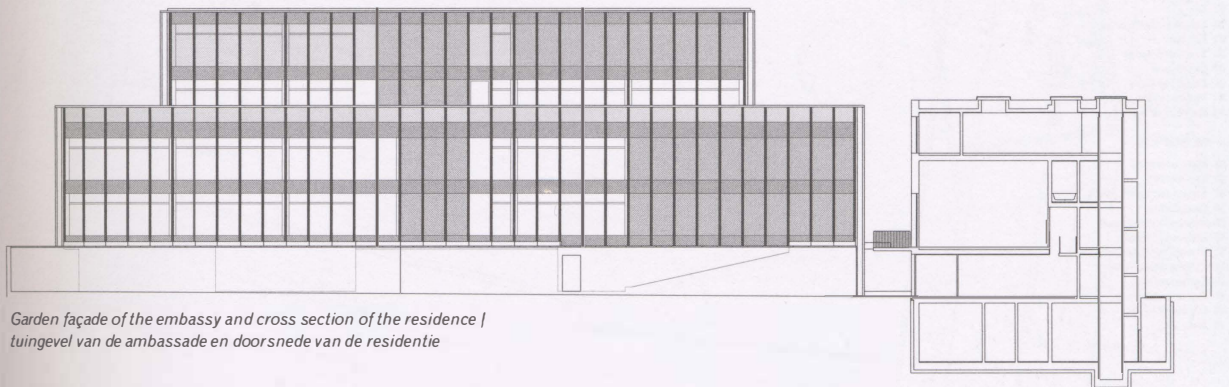 Garden façade of the embassy and cross section of the residence |
tuingevel van de ambassade en doorsnede van de residentie